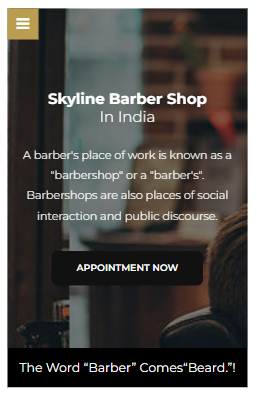 Skyline Barber Shop
In India
A barber's place of work is known as a
"barbershop" or a "barber's".
Barbershops are also places of social
interaction and public discourse.
APPOINTMENT NOW
The Word “Barber” Comes“Beard.”!